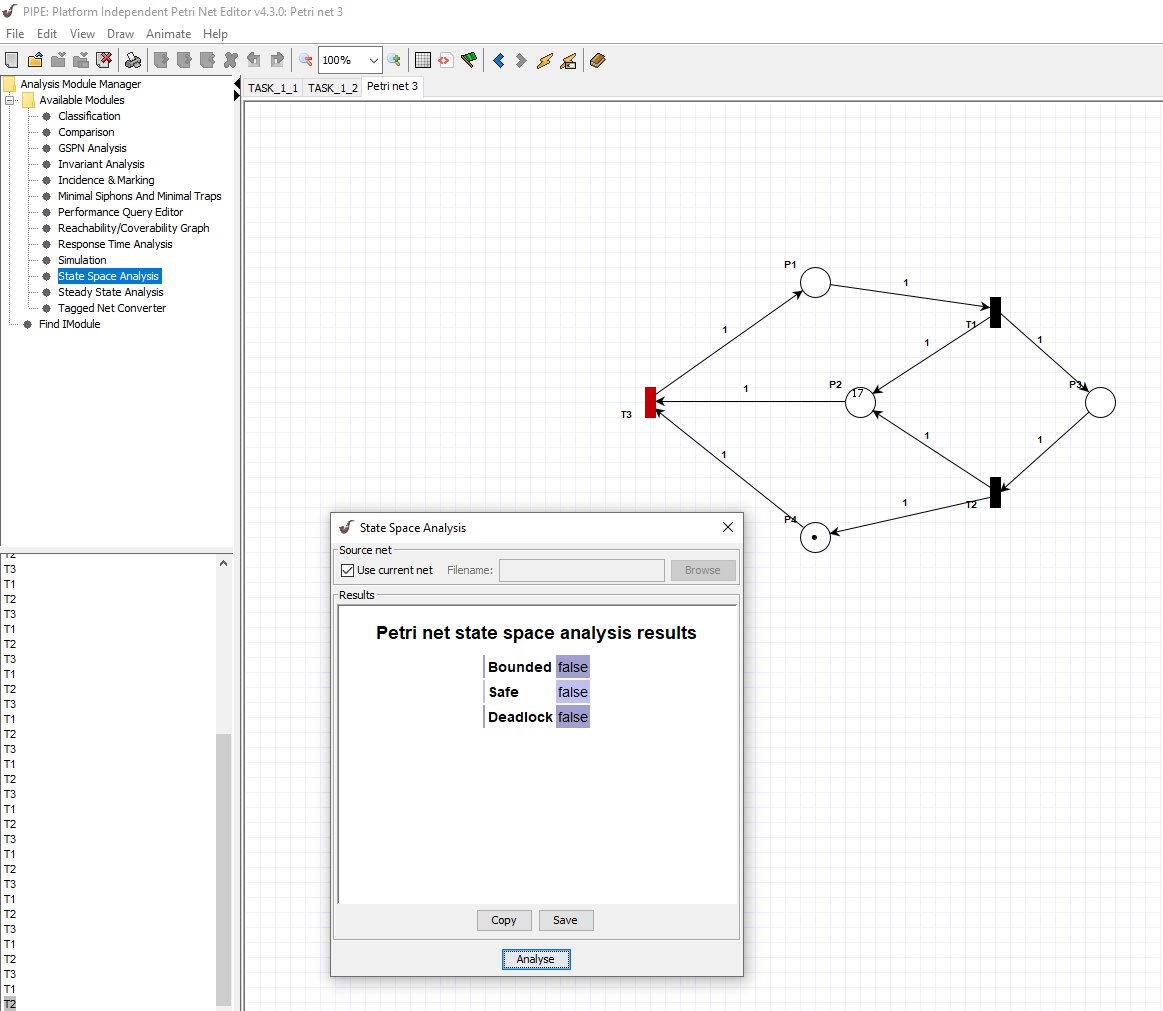 PIPE: Platform Independent Petri Net Editor v4.3.0: Petri net 3
File Edit View Draw Animate Help
100%
Analysis Module Manager
Available Modules
Classification
Comparison
GSPN Analysis
Invariant Analysis
Incidence & Marking
Minimal Siphons And Minimal Traps
Performance Query Editor
Reachability/Coverability Graph
Response Time Analysis
Simulation
State Space Analysis
Steady State Analysis
Tagged Net Converter
Find IModule
TASK_1_1 TASK_1_2 Petri net 3
P1
1
T1
1
1
1
P2
17
1
P3
T3
1
1
1
1
T2
P4
T2
T3
T1
T2
T3
T1
T2
T3
T1
T2
T3
T1
T2
T3
T1
T2
T3
T1
T2
T3
T1
T2
T3
T1
T2
T3
T1
T2
T3
T1
T2
State Space Analysis
Source net
Use current net Filename: Browse
Results
Petri net state space analysis results
Bounded false
Safe false
Deadlock false
Copy Save
Analyse